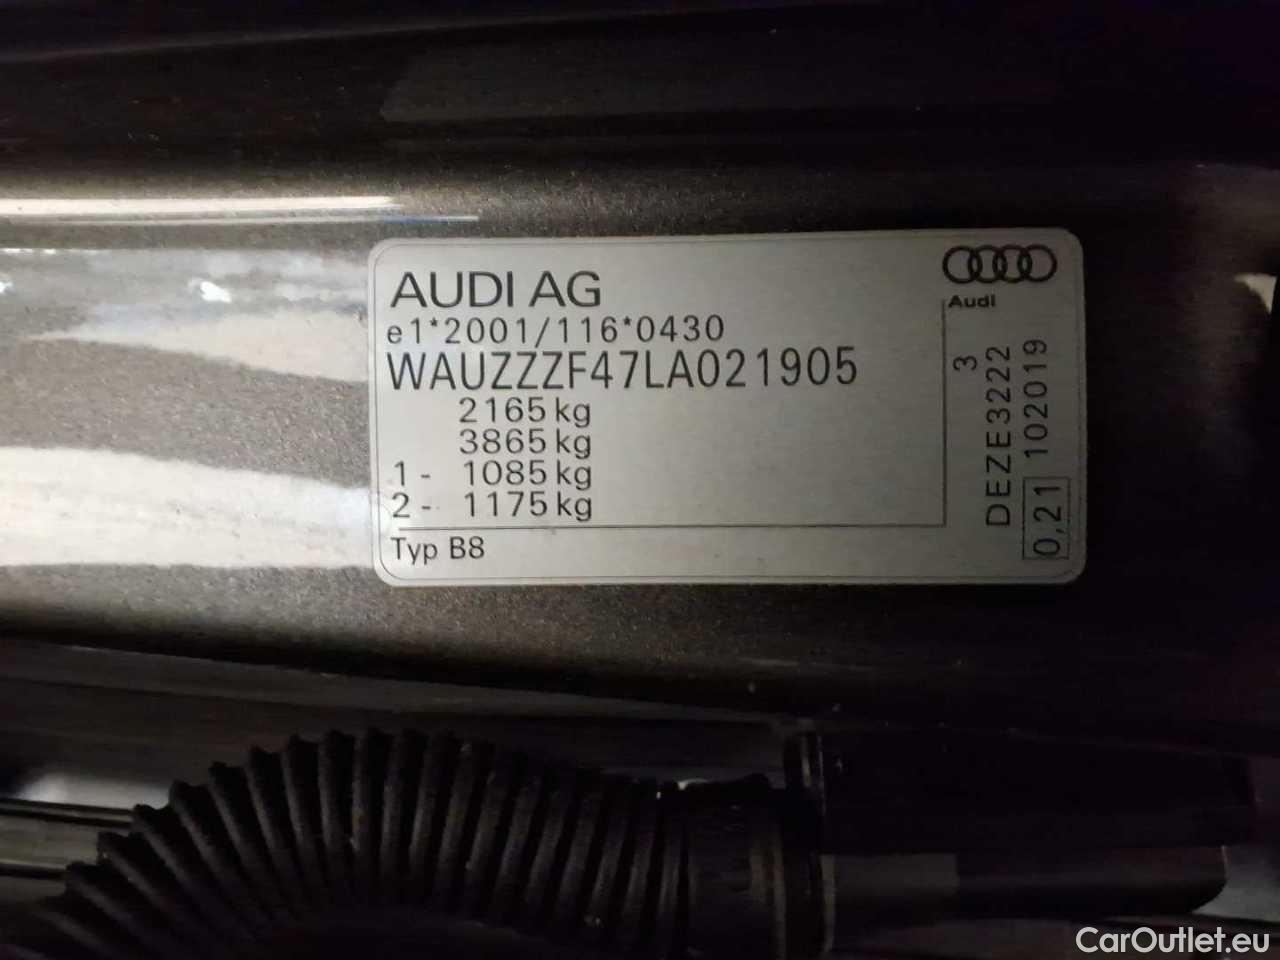 AUDI AG
e1*2001/116*0430
WAUZZZF47LA021905
2165 kg
3865 kg
1 - 1085 kg
2 - 1175 kg
Typ B8
Audi
3
DEZE3222
0,21 102019
CarOutlet.eu